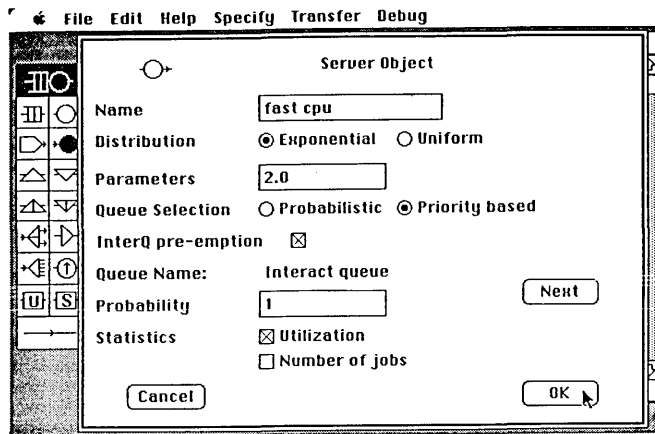 File Edit Help Specify Transfer Debug
Server Object
Name fast cpu
Distribution Exponential Uniform
Parameters 2.0
Queue Selection Probabilistic Priority based
InterQ pre-emption
Queue Name: Interact queue
Next
Probability 1
Statistics Utilization
Number of jobs
Cancel OK
U S